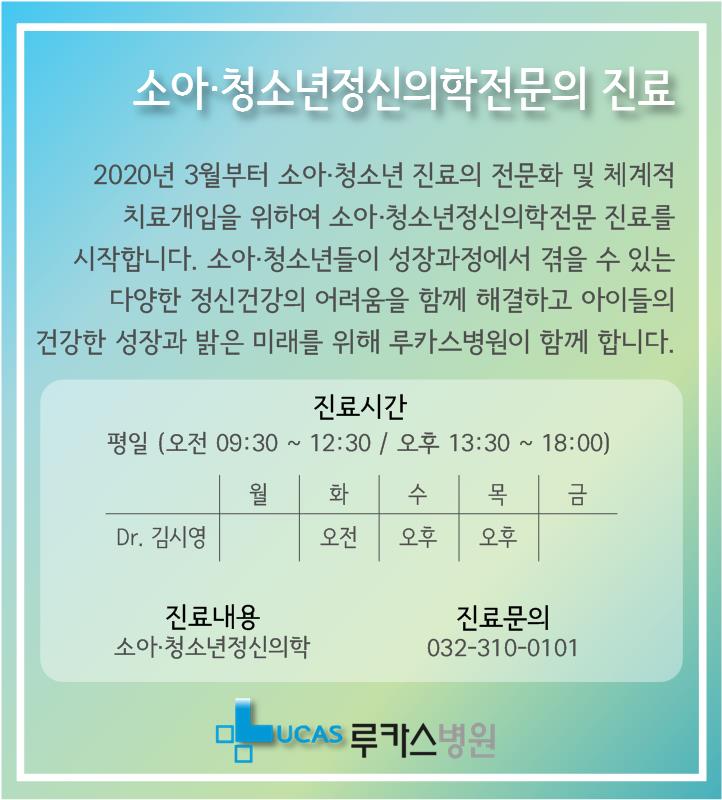 소아·청소년정신의학전문의 진료
2020년 3월부터 소아·청소년 진료의 전문화 및 체계적
치료개입을 위하여 소아·청소년정신의학전문 진료를
시작합니다. 소아·청소년들이 성장과정에서 겪을 수 있는
다양한 정신건강의 어려움을 함께 해결하고 아이들의
건강한 성장과 밝은 미래를 위해 루카스병원이 함께 합니다.
진료시간
평일 (오전 09:30 ~ 12:30 / 오후 13:30 ~ 18:00)
월 화 수 목 금
Dr. 김시영 오전 오후 오후
진료내용 진료문의
소아·청소년정신의학 032-310-0101
LUCAS 루카스병원